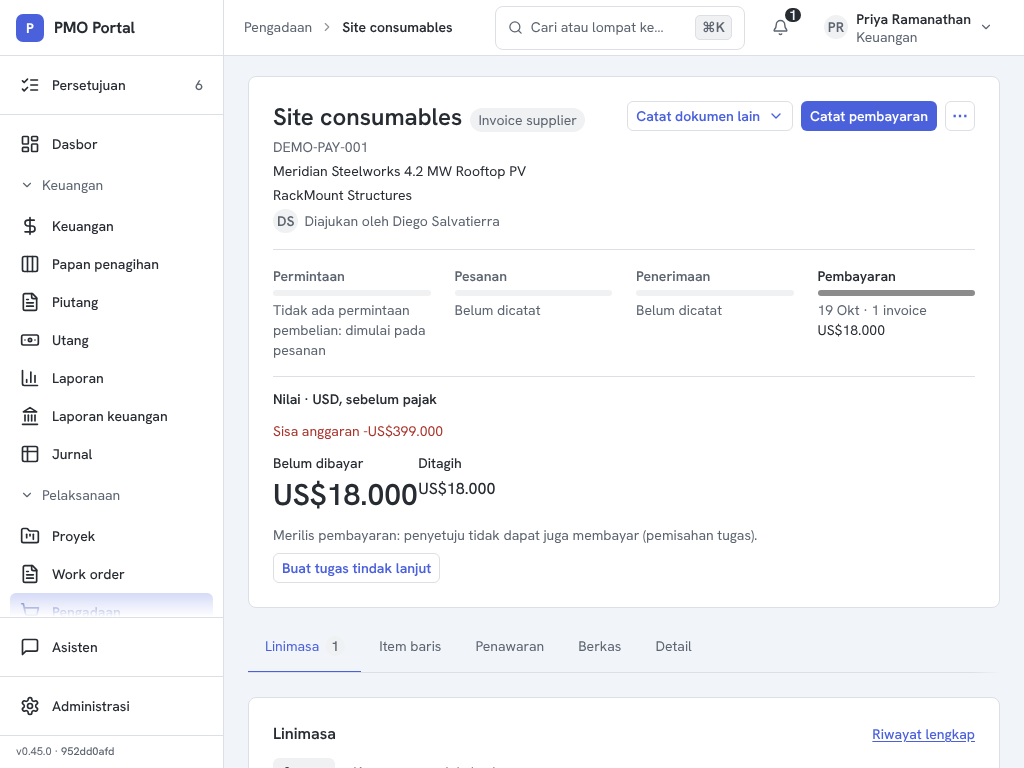 P PMO Portal
Pengadaan > Site consumables
Cari atau lompat ke... ⌘K
1
PR Priya Ramanathan
Keuangan
Persetujuan 6
Dasbor
Keuangan
Keuangan
Papan penagihan
Piutang
Utang
Laporan
Laporan keuangan
Jurnal
Pelaksanaan
Proyek
Work order
Pengadaan
Asisten
Administrasi
v0.45.0 · 952dd0afd
Site consumables Invoice supplier
Catat dokumen lain
Catat pembayaran
DEMO-PAY-001
Meridian Steelworks 4.2 MW Rooftop PV
RackMount Structures
DS Diajukan oleh Diego Salvatierra
Permintaan
Tidak ada permintaan
pembelian: dimulai pada
pesanan
Pesanan
Belum dicatat
Penerimaan
Belum dicatat
Pembayaran
19 Okt · 1 invoice
US$18.000
Nilai · USD, sebelum pajak
Sisa anggaran -US$399.000
Belum dibayar
US$18.000
Ditagih
US$18.000
Merilis pembayaran: penyetuju tidak dapat juga membayar (pemisahan tugas).
Buat tugas tindak lanjut
Linimasa 1
Item baris
Penawaran
Berkas
Detail
Linimasa
Riwayat lengkap